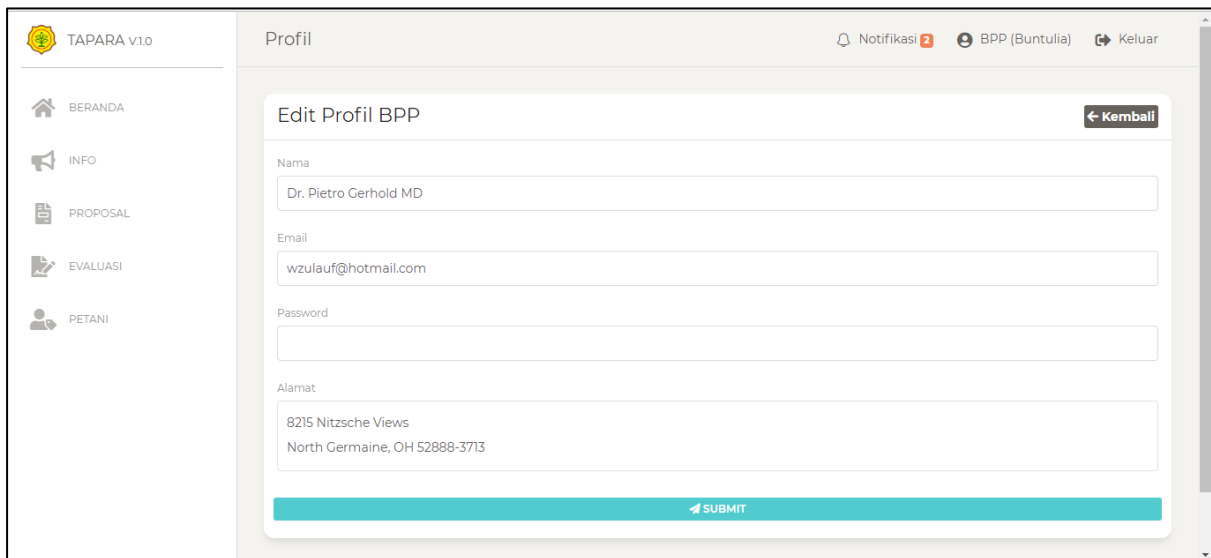 TAPARA V.1.0
Profil
Notifikasi 2
BPP (Buntulia)
Keluar
BERANDA
INFO
PROPOSAL
EVALUASI
PETANI
Edit Profil BPP
Kembali
Nama
Dr. Pietro Gerhold MD
Email
wzulauf@hotmail.com
Password
Alamat
8215 Nitzsche Views
North Germaine, OH 52888-3713
SUBMIT